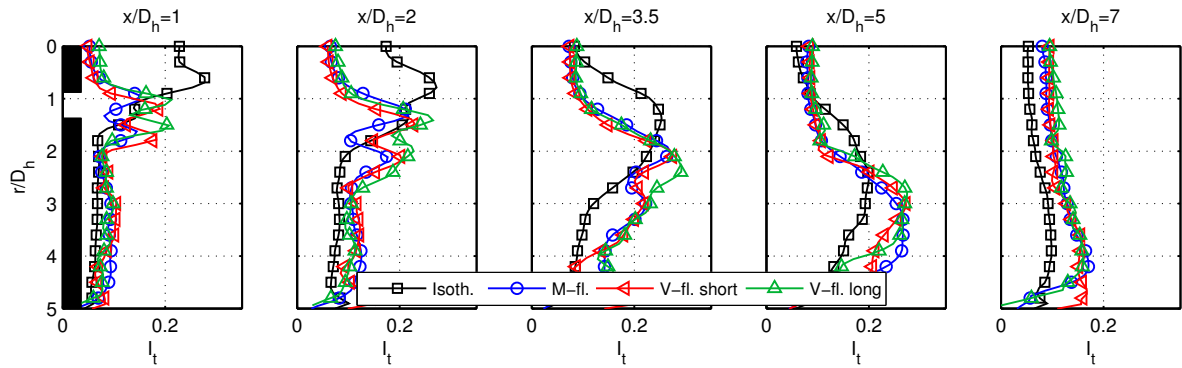 x/D_h=1 x/D_h=2 x/D_h=3.5 x/D_h=5 x/D_h=7
r/D_h
0
1
2
3
4
5
Isoth. M-fl. V-fl. short V-fl. long
0 0.2 0 0.2 0 0.2 0 0.2 0 0.2
I_t I_t I_t I_t I_t